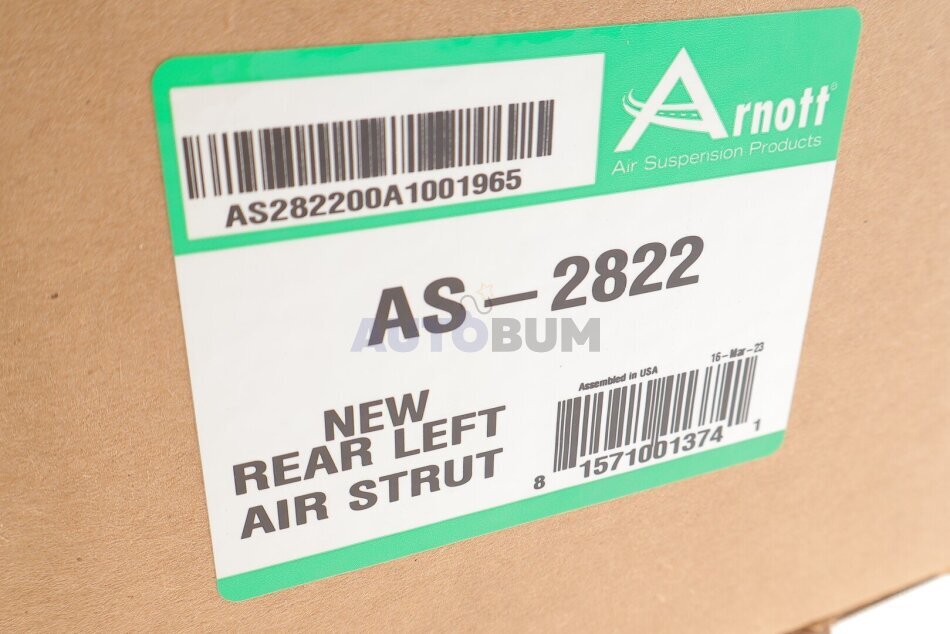 Arnott®
Air Suspension Products
AS282200A1001965
AS-2822
AUTOBUM
16-Mar-23
Assembled in USA
NEW
REAR LEFT
AIR STRUT
8 1571001374 1